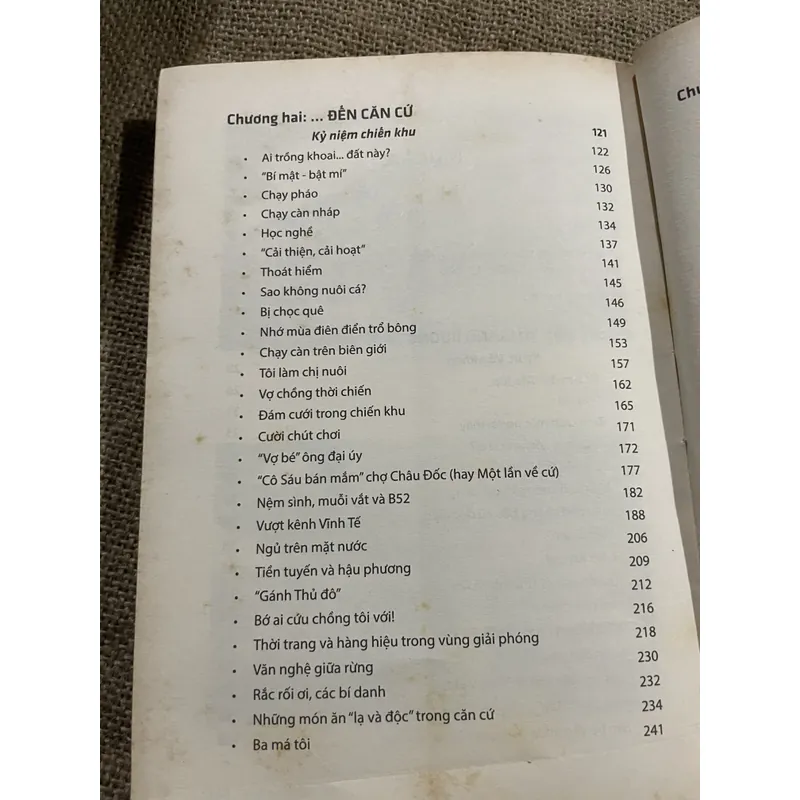 Chương hai: ... ĐẾN CĂN CỨ
Kỷ niệm chiến khu 121
• Ai trồng khoai... đất này? 122
• "Bí mật - bật mí" 126
• Chạy pháo 130
• Chạy càn nháp 132
• Học nghề 134
• "Cải thiện, cải hoạt" 137
• Thoát hiểm 141
• Sao không nuôi cá? 145
• Bị chọc quê 146
• Nhớ mùa điên điển trổ bông 149
• Chạy càn trên biên giới 153
• Tôi làm chị nuôi 157
• Vợ chồng thời chiến 162
• Đám cưới trong chiến khu 165
• Cười chút chơi 171
• "Vợ bé" ông đại úy 172
• "Cô Sáu bán mắm" chợ Châu Đốc (hay Một lần về cứ) 177
• Nệm sình, muỗi vắt và B52 182
• Vượt kênh Vĩnh Tế 188
• Ngủ trên mặt nước 206
• Tiền tuyến và hậu phương 209
• "Gánh Thủ đô" 212
• Bớ ai cứu chồng tôi với! 216
• Thời trang và hàng hiệu trong vùng giải phóng 218
• Văn nghệ giữa rừng 230
• Rắc rối ơi, các bí danh 232
• Những món ăn "lạ và độc" trong căn cứ 234
• Ba má tôi 241